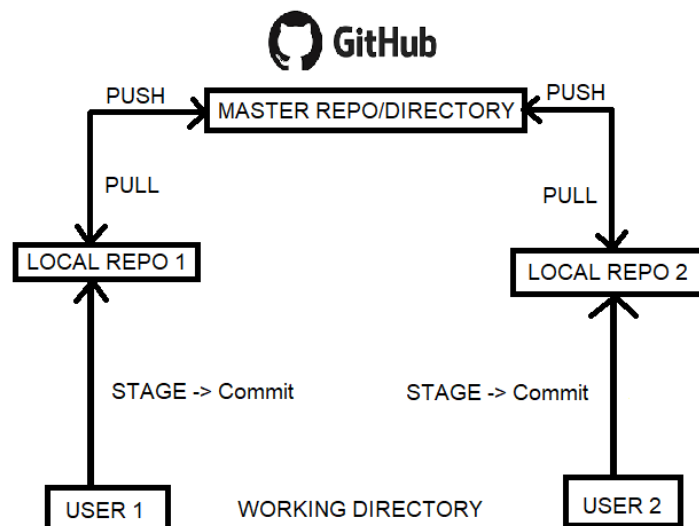 GitHub
PUSH
MASTER REPO/DIRECTORY
PUSH
PULL
PULL
LOCAL REPO 1
LOCAL REPO 2
STAGE -> Commit
STAGE -> Commit
USER 1
WORKING DIRECTORY
USER 2